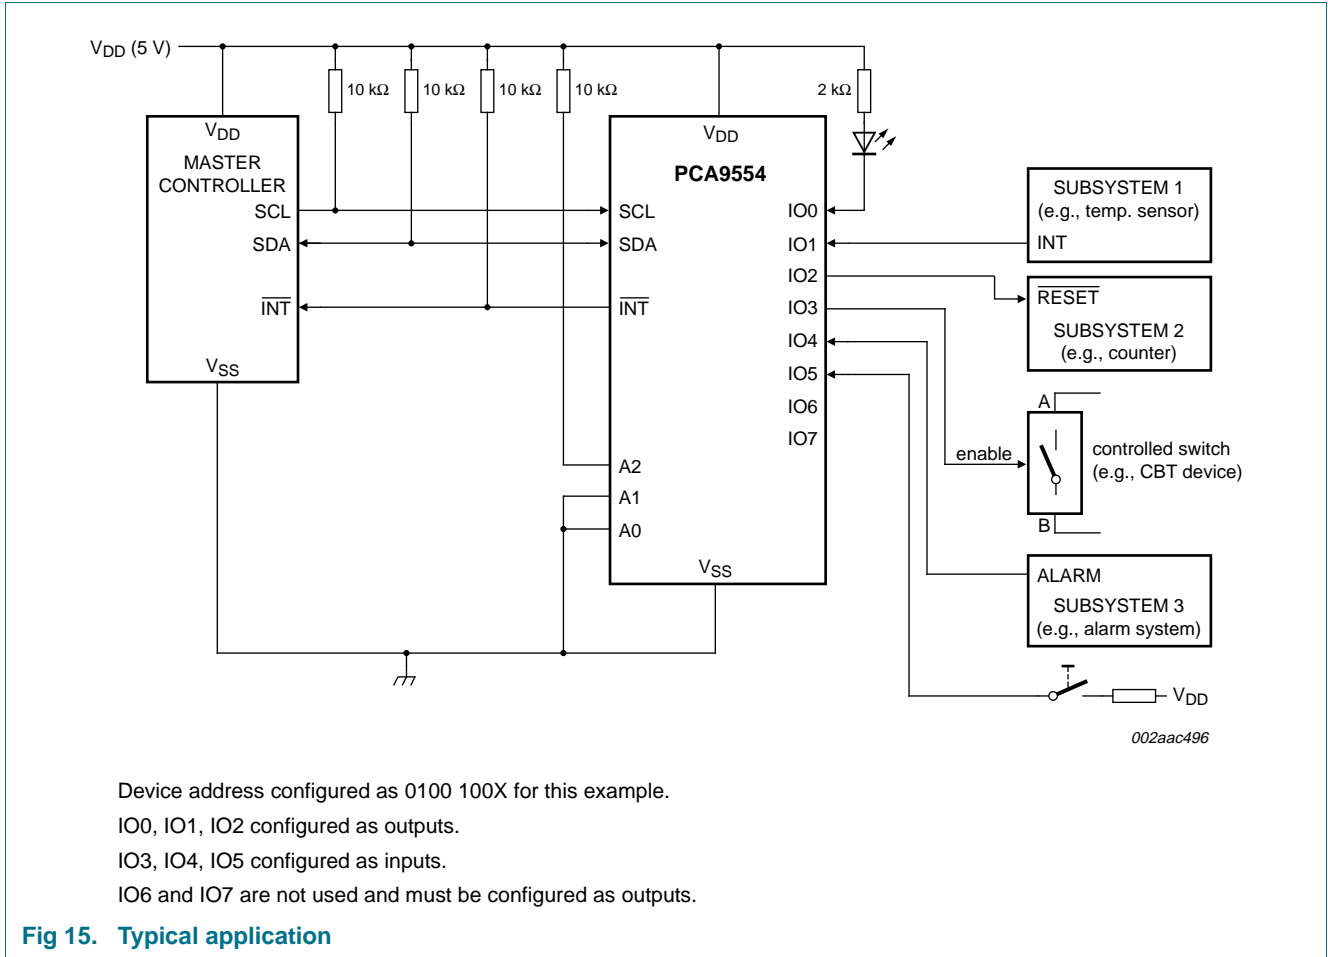 VDD (5 V)
10 kΩ
10 kΩ
10 kΩ
10 kΩ
2 kΩ
VDD
MASTER
CONTROLLER
SCL
SDA
INT
VSS
VDD
PCA9554
SCL
SDA
INT
A2
A1
A0
VSS
IO0
IO1
IO2
IO3
IO4
IO5
IO6
IO7
SUBSYSTEM 1
(e.g., temp. sensor)
INT
RESET
SUBSYSTEM 2
(e.g., counter)
A
enable
controlled switch
(e.g., CBT device)
B
ALARM
SUBSYSTEM 3
(e.g., alarm system)
VDD
002aac496
Device address configured as 0100 100X for this example.
IO0, IO1, IO2 configured as outputs.
IO3, IO4, IO5 configured as inputs.
IO6 and IO7 are not used and must be configured as outputs.
Fig 15. Typical application